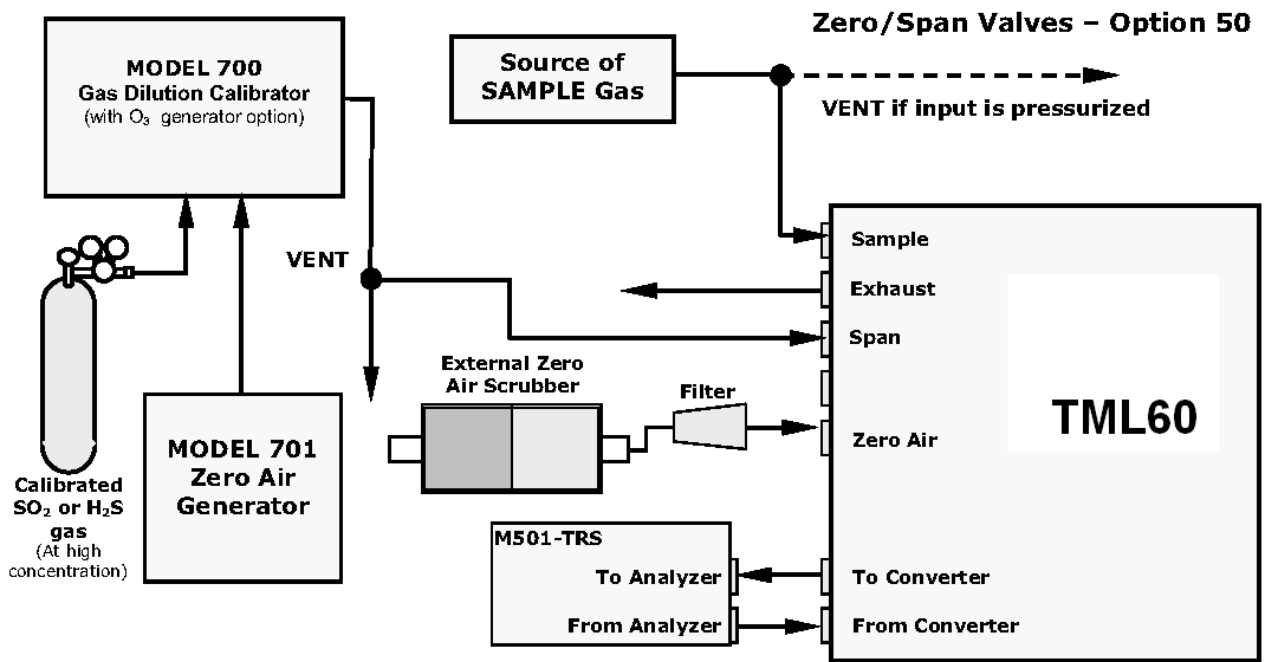 Zero/Span Valves – Option 50
MODEL 700
Gas Dilution Calibrator
(with O₃ generator option)
Source of
SAMPLE Gas
VENT if input is pressurized
VENT
Sample
Exhaust
Span
Zero Air
TML60
External Zero
Air Scrubber
Filter
MODEL 701
Zero Air
Generator
Calibrated
SO₂ or H₂S
gas
(At high
concentration)
M501-TRS
To Analyzer
From Analyzer
To Converter
From Converter